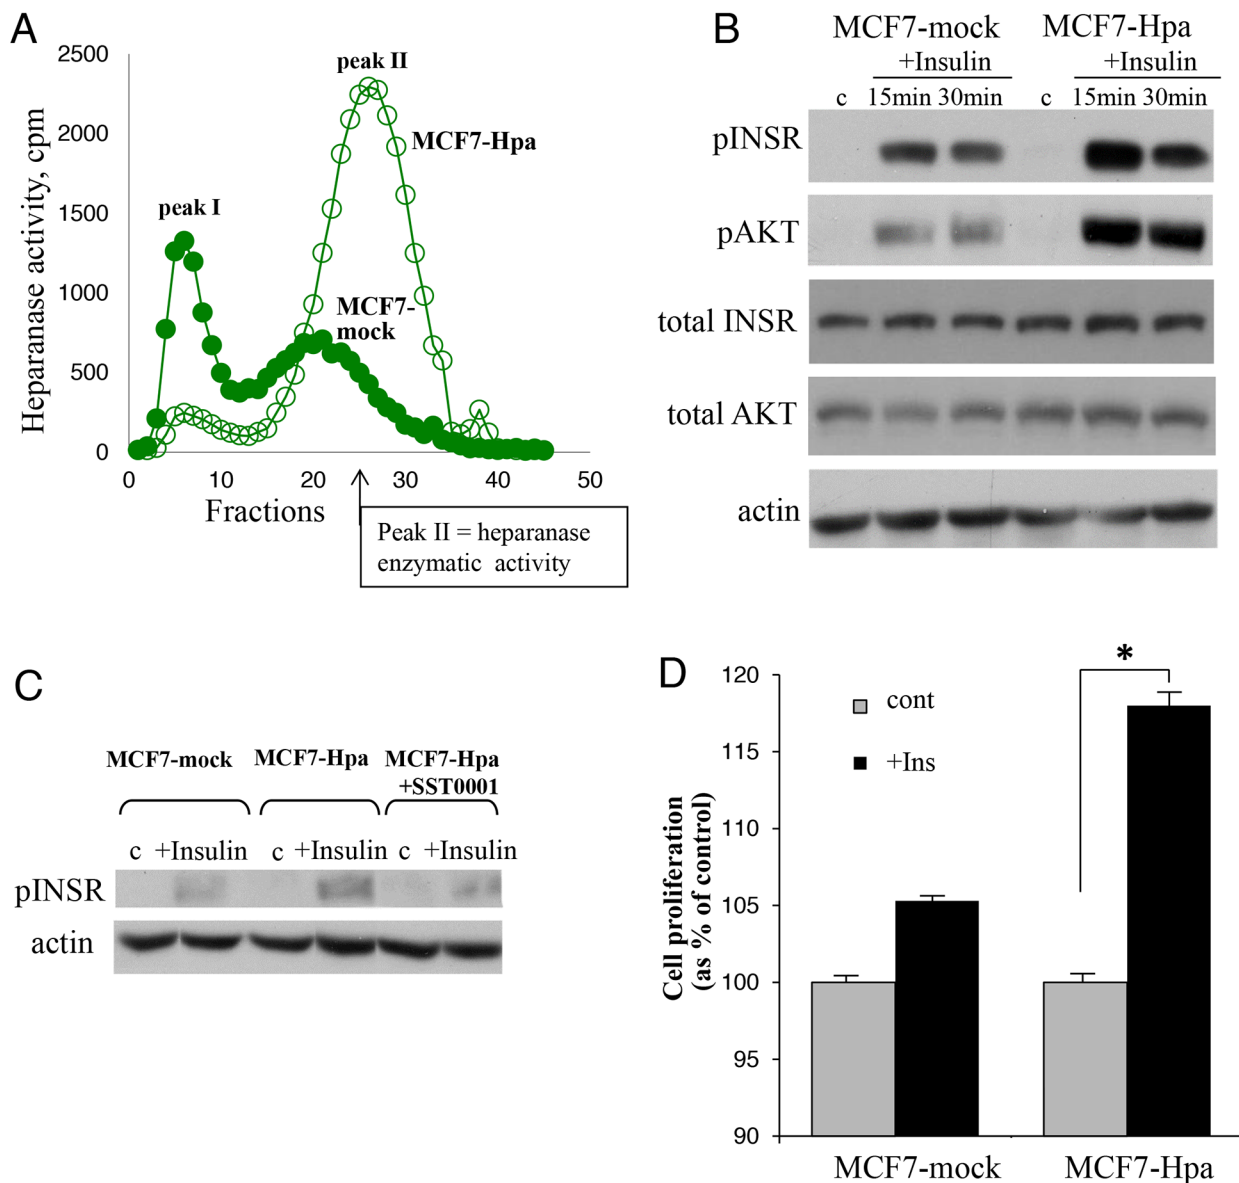 A
2500
2000
1500
1000
500
0
Heparanase activity, cpm
peak I
peak II
MCF7-Hpa
MCF7-
mock
0 10 20 30 40 50
Fractions
Peak II = heparanase
enzymatic activity
B
MCF7-mock MCF7-Hpa
+Insulin +Insulin
c 15min 30min c 15min 30min
pINSR
pAKT
total INSR
total AKT
actin
C
MCF7-mock MCF7-Hpa MCF7-Hpa
+SST0001
c +Insulin c +Insulin c +Insulin
pINSR
actin
D
120
115
110
105
100
95
90
Cell proliferation
(as % of control)
cont
+Ins
*
MCF7-mock MCF7-Hpa